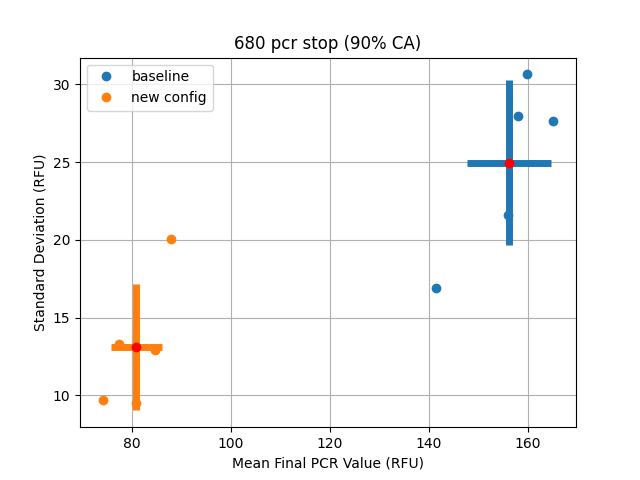 680 pcr stop (90% CA)
baseline
new config
Standard Deviation (RFU)
30
25
20
15
10
80
100
120
140
160
Mean Final PCR Value (RFU)